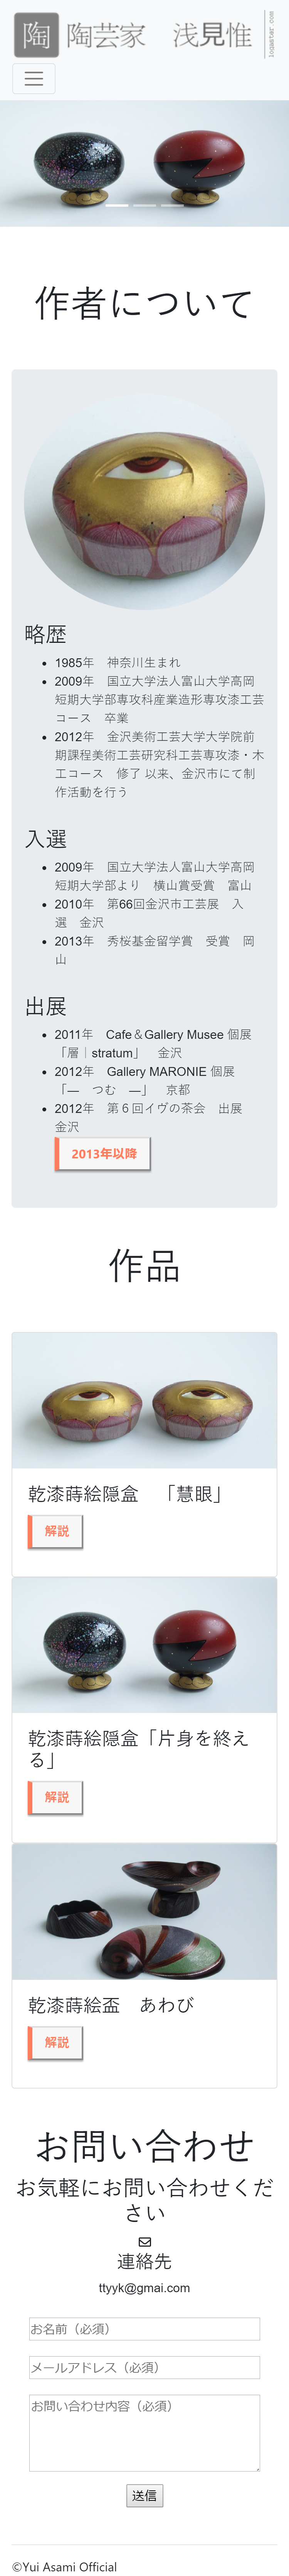 陶 陶芸家　浅見惟
logaster.com
作者について
略歴
1985年　神奈川生まれ
2009年　国立大学法人富山大学高岡
短期大学部専攻科産業造形専攻漆工芸
コース　卒業
2012年　金沢美術工芸大学大学院前
期課程美術工芸研究科工芸専攻漆・木
工コース　修了 以来、金沢市にて制
作活動を行う
入選
2009年　国立大学法人富山大学高岡
短期大学部より　横山賞受賞　富山
2010年　第66回金沢市工芸展　入
選　金沢
2013年　秀桜基金留学賞　受賞　岡
山
出展
2011年　Cafe＆Gallery Musee 個展
「層｜stratum」　金沢
2012年　Gallery MARONIE 個展
「―　つむ　―」　京都
2012年　第６回イヴの茶会　出展
金沢
2013年以降
作品
乾漆蒔絵隠盒　「慧眼」
解説
乾漆蒔絵隠盒「片身を終え
る」
解説
乾漆蒔絵盃　あわび
解説
お問い合わせ
お気軽にお問い合わせくだ
さい
連絡先
ttyyk@gmai.com
お名前（必須）
メールアドレス（必須）
お問い合わせ内容（必須）
送信
©Yui Asami Official